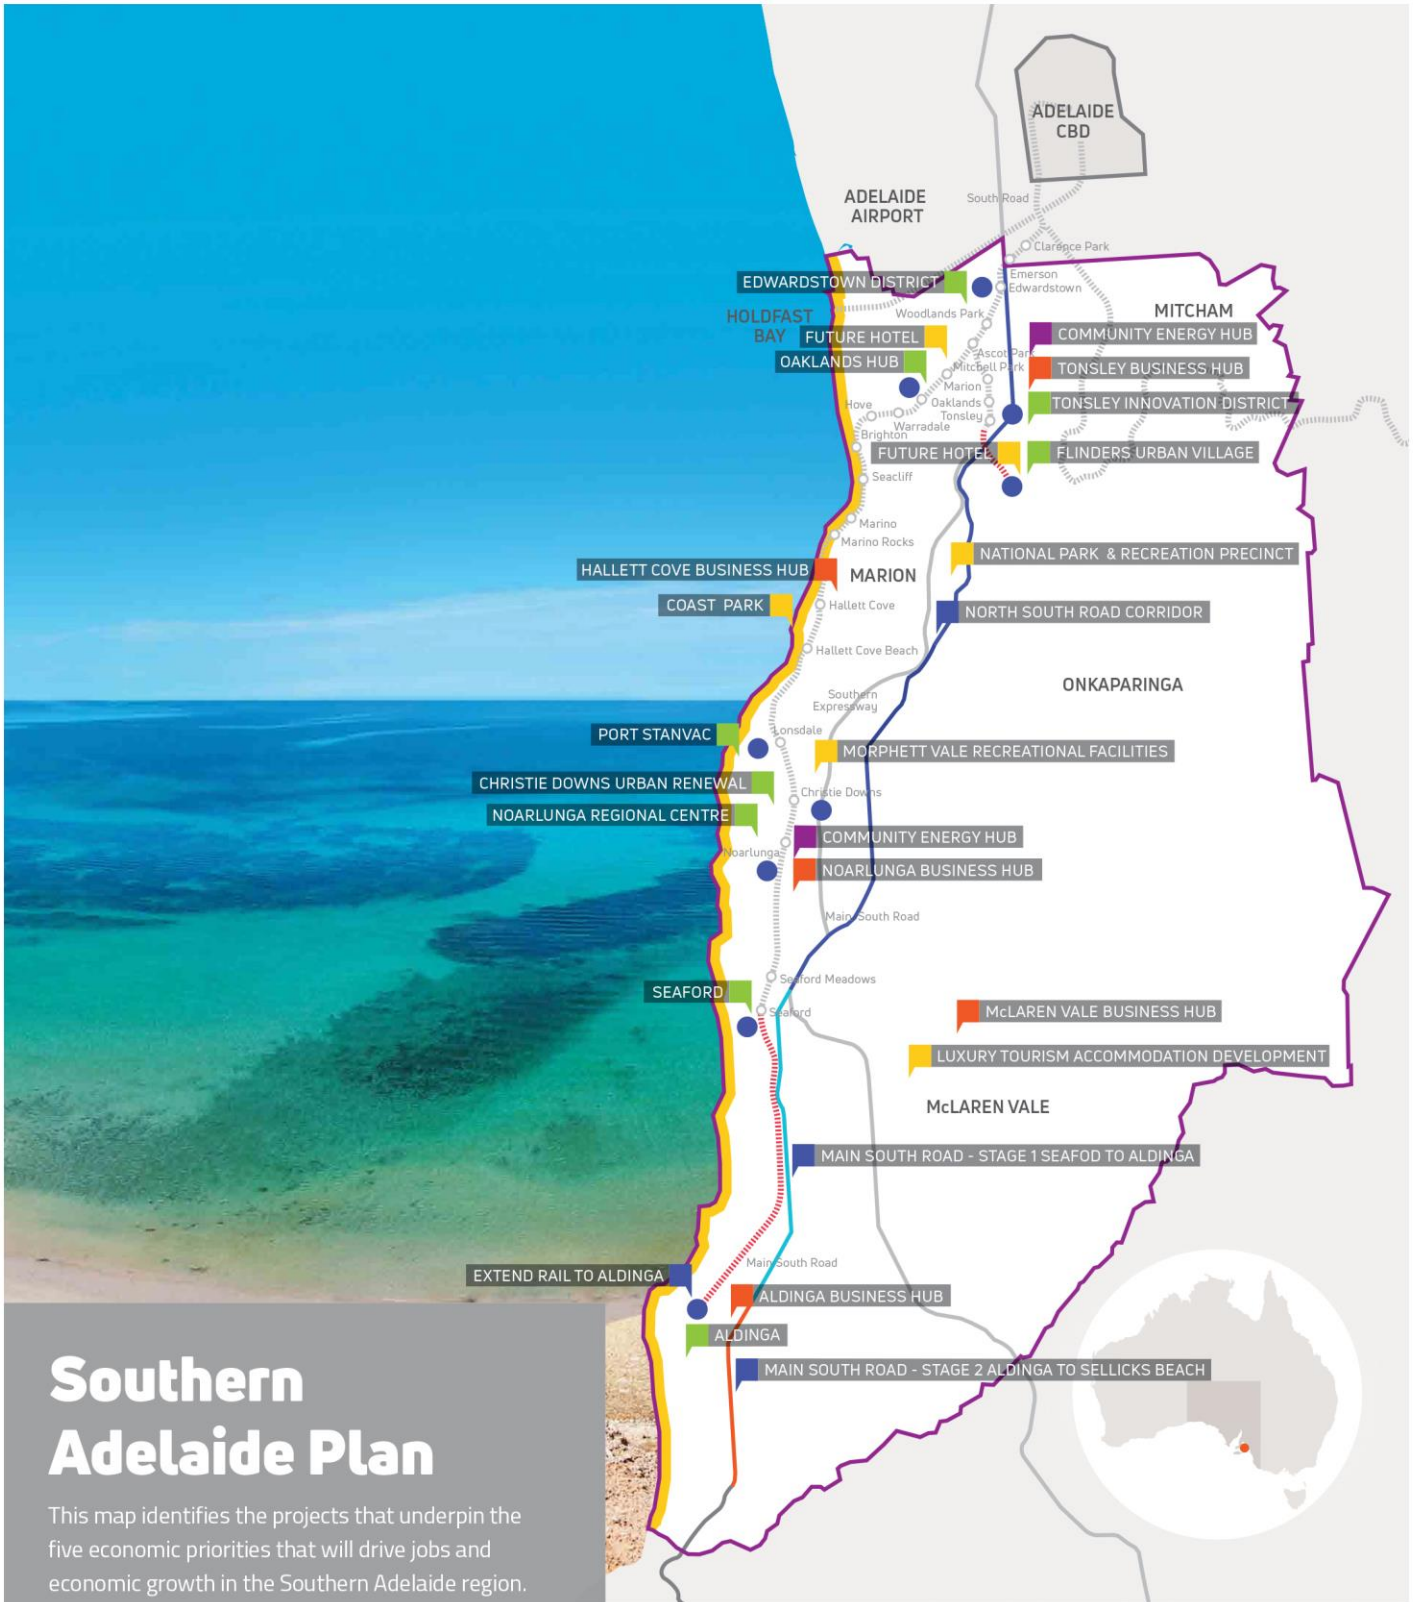 ADELAIDE
CBD
ADELAIDE
AIRPORT
South Road
Clarence Park
Emerson
Edwardstown
EDWARDSTOWN DISTRICT
MITCHAM
HOLDFAST
BAY
Woodlands Park
COMMUNITY ENERGY HUB
FUTURE HOTEL
Ascot Park
OAKLANDS HUB
Mitchell Park
TONSLEY BUSINESS HUB
Marion
Hove
Oaklands
TONSLEY INNOVATION DISTRICT
Tonsley
Warradale
Brighton
FUTURE HOTEL
FLINDERS URBAN VILLAGE
Seacliff
Marino
Marino Rocks
NATIONAL PARK & RECREATION PRECINCT
HALLETT COVE BUSINESS HUB
MARION
COAST PARK
Hallett Cove
NORTH SOUTH ROAD CORRIDOR
Hallett Cove Beach
ONKAPARINGA
Southern
Expressway
PORT STANVAC
Lonsdale
MORPHETT VALE RECREATIONAL FACILITIES
CHRISTIE DOWNS URBAN RENEWAL
Christie Downs
NOARLUNGA REGIONAL CENTRE
COMMUNITY ENERGY HUB
Noarlunga
NOARLUNGA BUSINESS HUB
Main South Road
Seaford Meadows
SEAFORD
Seaford
McLAREN VALE BUSINESS HUB
LUXURY TOURISM ACCOMMODATION DEVELOPMENT
McLAREN VALE
MAIN SOUTH ROAD - STAGE 1 SEAFOD TO ALDINGA
Main South Road
EXTEND RAIL TO ALDINGA
ALDINGA BUSINESS HUB
ALDINGA
MAIN SOUTH ROAD - STAGE 2 ALDINGA TO SELLICKS BEACH
Southern
Adelaide Plan
This map identifies the projects that underpin the
five economic priorities that will drive jobs and
economic growth in the Southern Adelaide region.